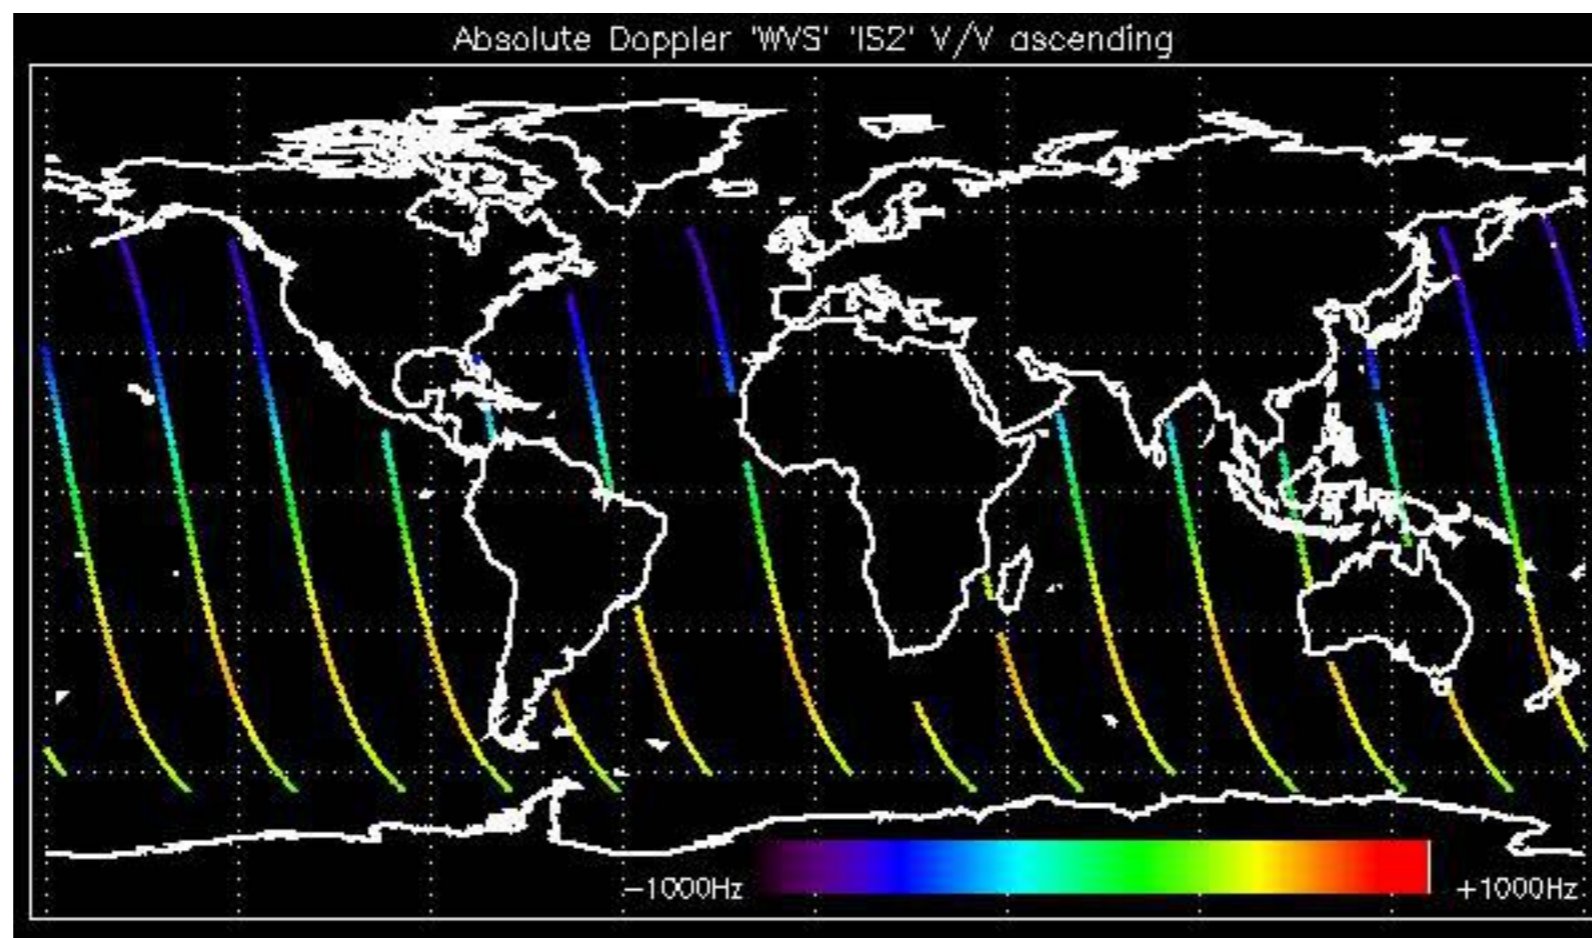 Absolute Doppler 'WVS' 'IS2' V/V ascending
−1000Hz +1000Hz